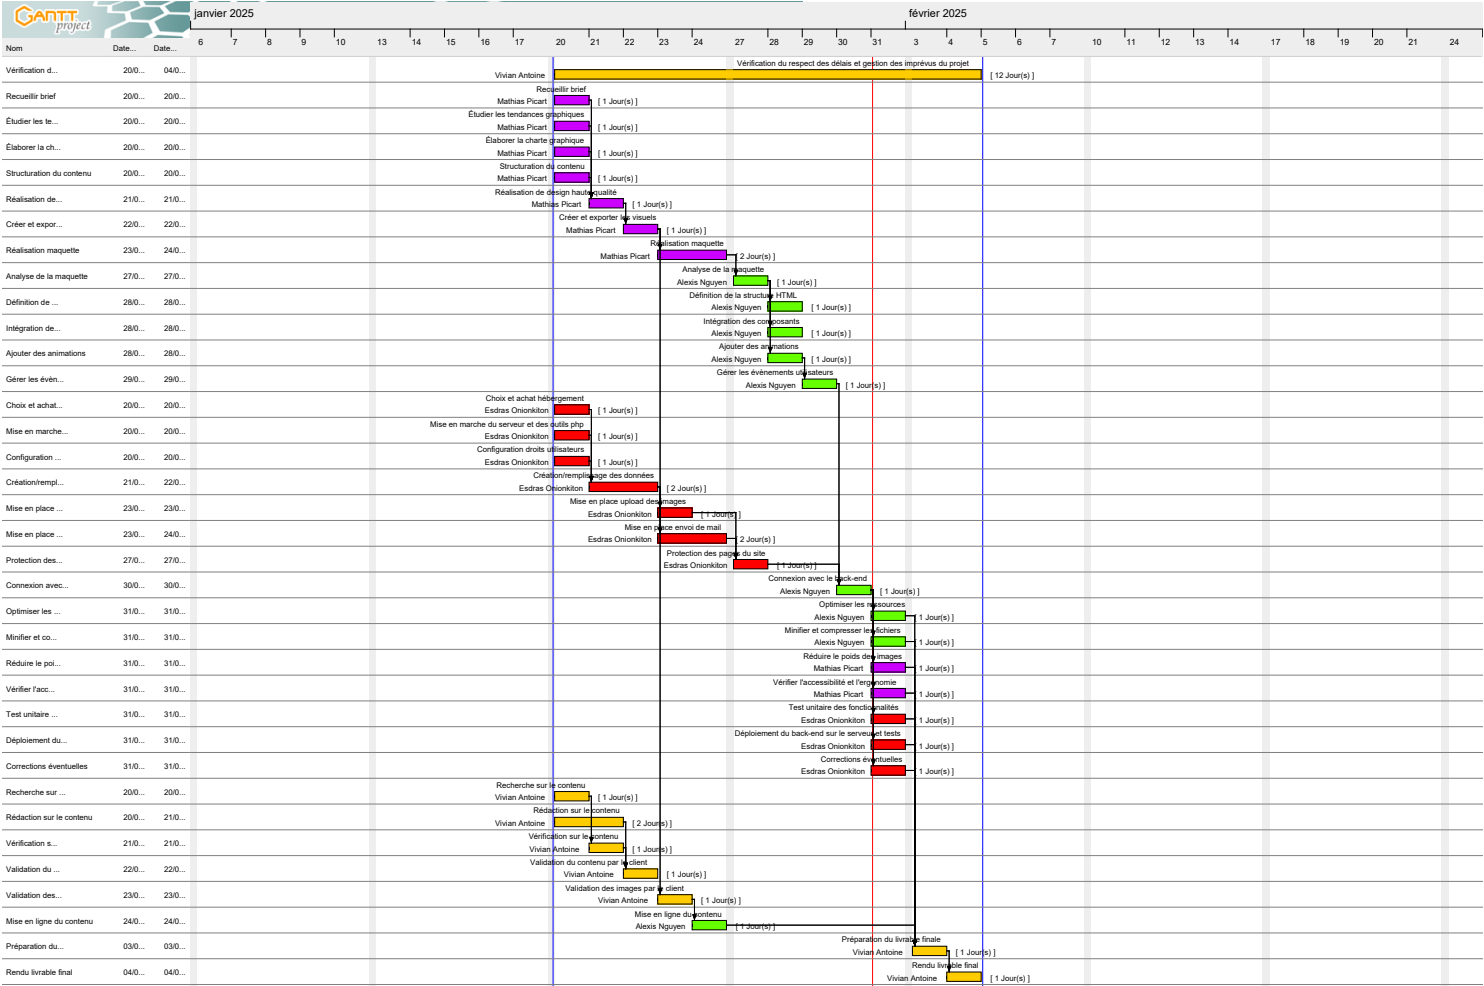 GANTT
project
janvier 2025
février 2025
Nom Date... Date... 6 7 8 9 10 13 14 15 16 17 20 21 22 23 24 27 28 29 30 31 3 4 5 6 7 10 11 12 13 14 17 18 19 20 21 24
Vérification du respect des délais et gestion des imprévus du projet
Vérification d... 20/0... 04/0... Vivian Antoine [ 12 Jour(s) ]
Recueillir brief
Recueillir brief 20/0... 20/0... Mathias Picart [ 1 Jour(s) ]
Étudier les tendances graphiques
Étudier les te... 20/0... 20/0... Mathias Picart [ 1 Jour(s) ]
Élaborer la charte graphique
Élaborer la ch... 20/0... 20/0... Mathias Picart [ 1 Jour(s) ]
Structuration du contenu
Structuration du contenu 20/0... 20/0... Mathias Picart [ 1 Jour(s) ]
Réalisation de design haute qualité
Réalisation de... 21/0... 21/0... Mathias Picart [ 1 Jour(s) ]
Créer et exporter les visuels
Créer et expor... 22/0... 22/0... Mathias Picart [ 1 Jour(s) ]
Réalisation maquette
Réalisation maquette 23/0... 24/0... Mathias Picart [ 2 Jour(s) ]
Analyse de la maquette
Analyse de la maquette 27/0... 27/0... Alexis Nguyen [ 1 Jour(s) ]
Définition de la structure HTML
Définition de ... 28/0... 28/0... Alexis Nguyen [ 1 Jour(s) ]
Intégration des composants
Intégration de... 28/0... 28/0... Alexis Nguyen [ 1 Jour(s) ]
Ajouter des animations
Ajouter des animations 28/0... 28/0... Alexis Nguyen [ 1 Jour(s) ]
Gérer les évènements utilisateurs
Gérer les évèn... 29/0... 29/0... Alexis Nguyen [ 1 Jour(s) ]
Choix et achat hébergement
Choix et achat... 20/0... 20/0... Esdras Onionkiton [ 1 Jour(s) ]
Mise en marche du serveur et des outils php
Mise en marche... 20/0... 20/0... Esdras Onionkiton [ 1 Jour(s) ]
Configuration droits utilisateurs
Configuration ... 20/0... 20/0... Esdras Onionkiton [ 1 Jour(s) ]
Création/remplissage des données
Création/rempl... 21/0... 22/0... Esdras Onionkiton [ 2 Jour(s) ]
Mise en place upload des images
Mise en place ... 23/0... 23/0... Esdras Onionkiton [ 1 Jour(s) ]
Mise en place envoi de mail
Mise en place ... 23/0... 24/0... Esdras Onionkiton [ 2 Jour(s) ]
Protection des pages du site
Protection des... 27/0... 27/0... Esdras Onionkiton [ 1 Jour(s) ]
Connexion avec le back-end
Connexion avec... 30/0... 30/0... Alexis Nguyen [ 1 Jour(s) ]
Optimiser les ressources
Optimiser les ... 31/0... 31/0... Alexis Nguyen [ 1 Jour(s) ]
Minifier et compresser les fichiers
Minifier et co... 31/0... 31/0... Alexis Nguyen [ 1 Jour(s) ]
Réduire le poids des images
Réduire le poi... 31/0... 31/0... Mathias Picart [ 1 Jour(s) ]
Vérifier l'accessibilité et l'ergonomie
Vérifier l'acc... 31/0... 31/0... Mathias Picart [ 1 Jour(s) ]
Test unitaire des fonctionnalités
Test unitaire ... 31/0... 31/0... Esdras Onionkiton [ 1 Jour(s) ]
Déploiement du back-end sur le serveur et tests
Déploiement du... 31/0... 31/0... Esdras Onionkiton [ 1 Jour(s) ]
Corrections éventuelles
Corrections éventuelles 31/0... 31/0... Esdras Onionkiton [ 1 Jour(s) ]
Recherche sur le contenu
Recherche sur ... 20/0... 20/0... Vivian Antoine [ 1 Jour(s) ]
Rédaction sur le contenu
Rédaction sur le contenu 20/0... 21/0... Vivian Antoine [ 2 Jour(s) ]
Vérification sur le contenu
Vérification s... 21/0... 21/0... Vivian Antoine [ 1 Jour(s) ]
Validation du contenu par le client
Validation du ... 22/0... 22/0... Vivian Antoine [ 1 Jour(s) ]
Validation des images par le client
Validation des... 23/0... 23/0... Vivian Antoine [ 1 Jour(s) ]
Mise en ligne du contenu
Mise en ligne du contenu 24/0... 24/0... Alexis Nguyen [ 1 Jour(s) ]
Préparation du livrable finale
Préparation du... 03/0... 03/0... Vivian Antoine [ 1 Jour(s) ]
Rendu livrable final
Rendu livrable final 04/0... 04/0... Vivian Antoine [ 1 Jour(s) ]